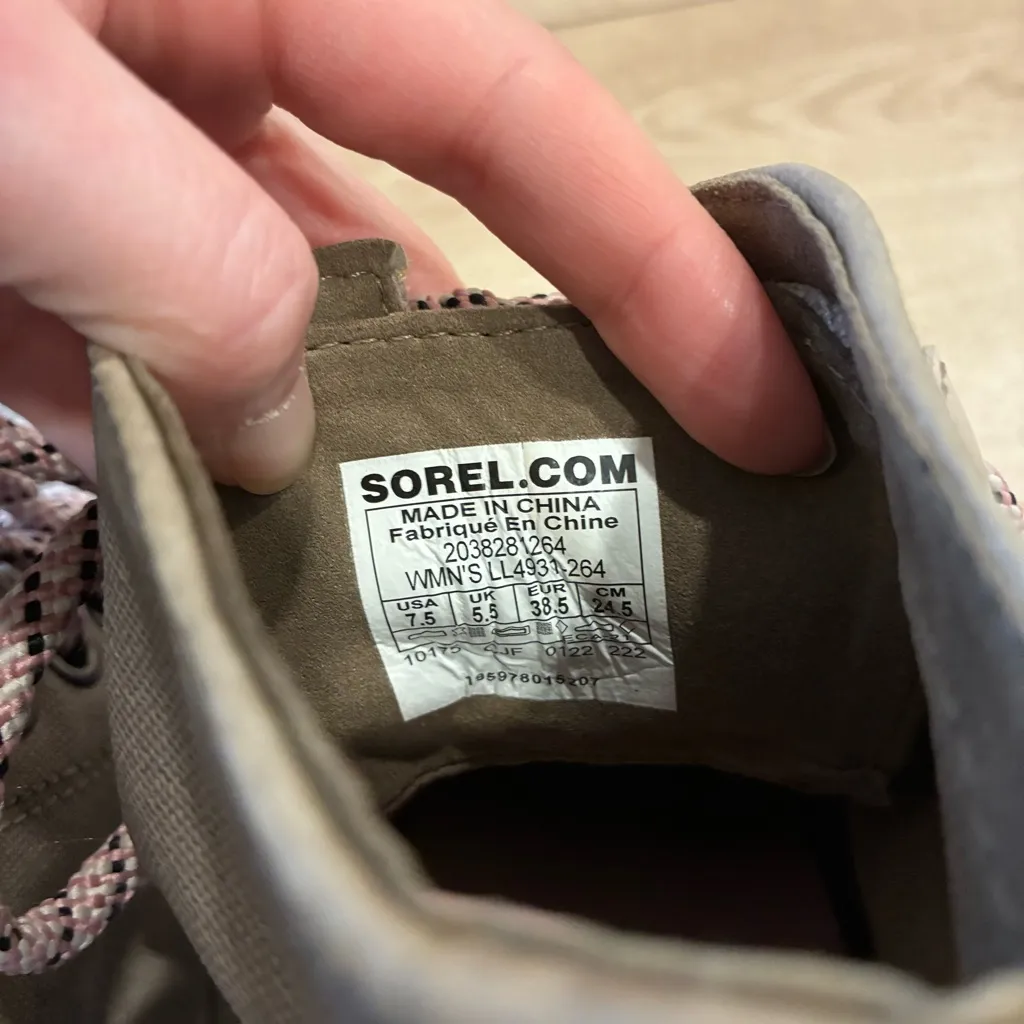 SOREL.COM
MADE IN CHINA
Fabriqué En Chine
2038281264
WMN'S LL4931-264
USA UK EUR CM
7.5 5.5 38.5 24.5
10175 4JF 0122 222